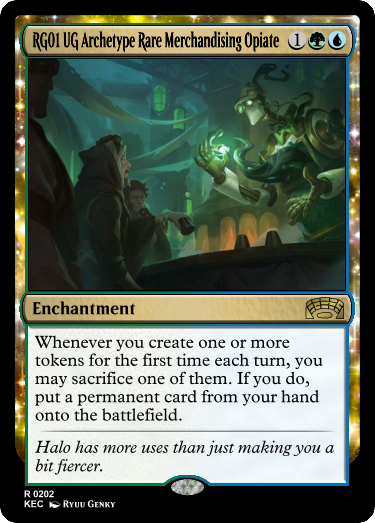 RG01 UG Archetype Rare Merchandising Opiate 1
Enchantment
Whenever you create one or more
tokens for the first time each turn, you
may sacrifice one of them. If you do,
put a permanent card from your hand
onto the battlefield.
Halo has more uses than just making you a
bit fiercer.
R 0202
KEC Ryuu Genky